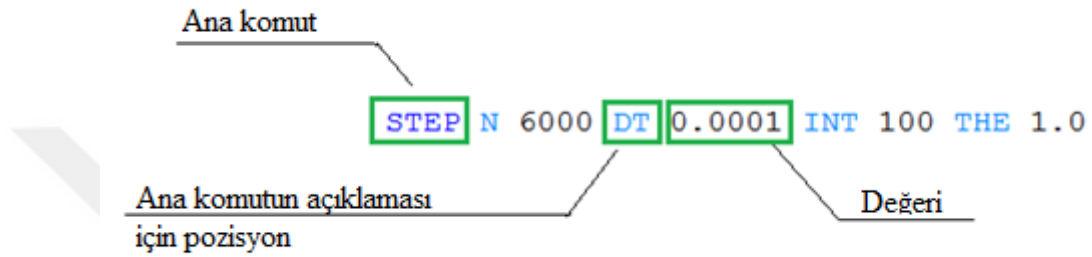 Ana komut
STEP N 6000 DT 0.0001 INT 100 THE 1.0
Ana komutun açıklaması
için pozisyon
Değeri